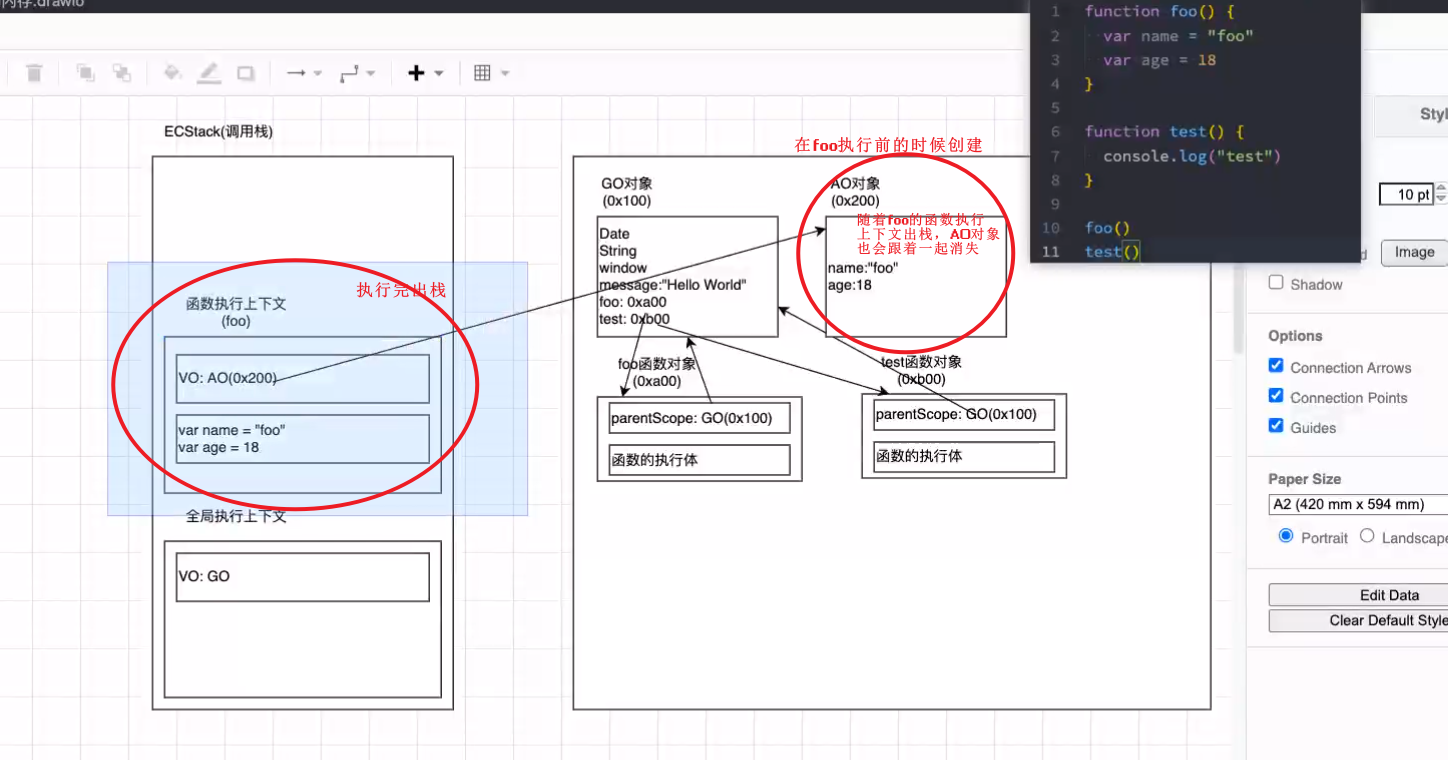 内存.drawio
ECStack(调用栈)
函数执行上下文
(foo)
执行完出栈
VO: AO(0x200)
var name = "foo"
var age = 18
全局执行上下文
VO: GO
在foo执行前的时候创建
GO对象
(0x100)
Date
String
window
message:"Hello World"
foo: 0xa00
test: 0xb00
AO对象
(0x200)
随着foo的函数执行
上下文出栈，AO对象
也会跟着一起消失
name:"foo"
age:18
foo函数对象
(0xa00)
parentScope: GO(0x100)
函数的执行体
test函数对象
(0xb00)
parentScope: GO(0x100)
函数的执行体
1 function foo() {
2 var name = "foo"
3 var age = 18
4 }
5
6 function test() {
7 console.log("test")
8 }
9
10 foo()
11 test()
Styl
10 pt
Image
Shadow
Options
Connection Arrows
Connection Points
Guides
Paper Size
A2 (420 mm x 594 mm)
Portrait Landscape
Edit Data
Clear Default Style